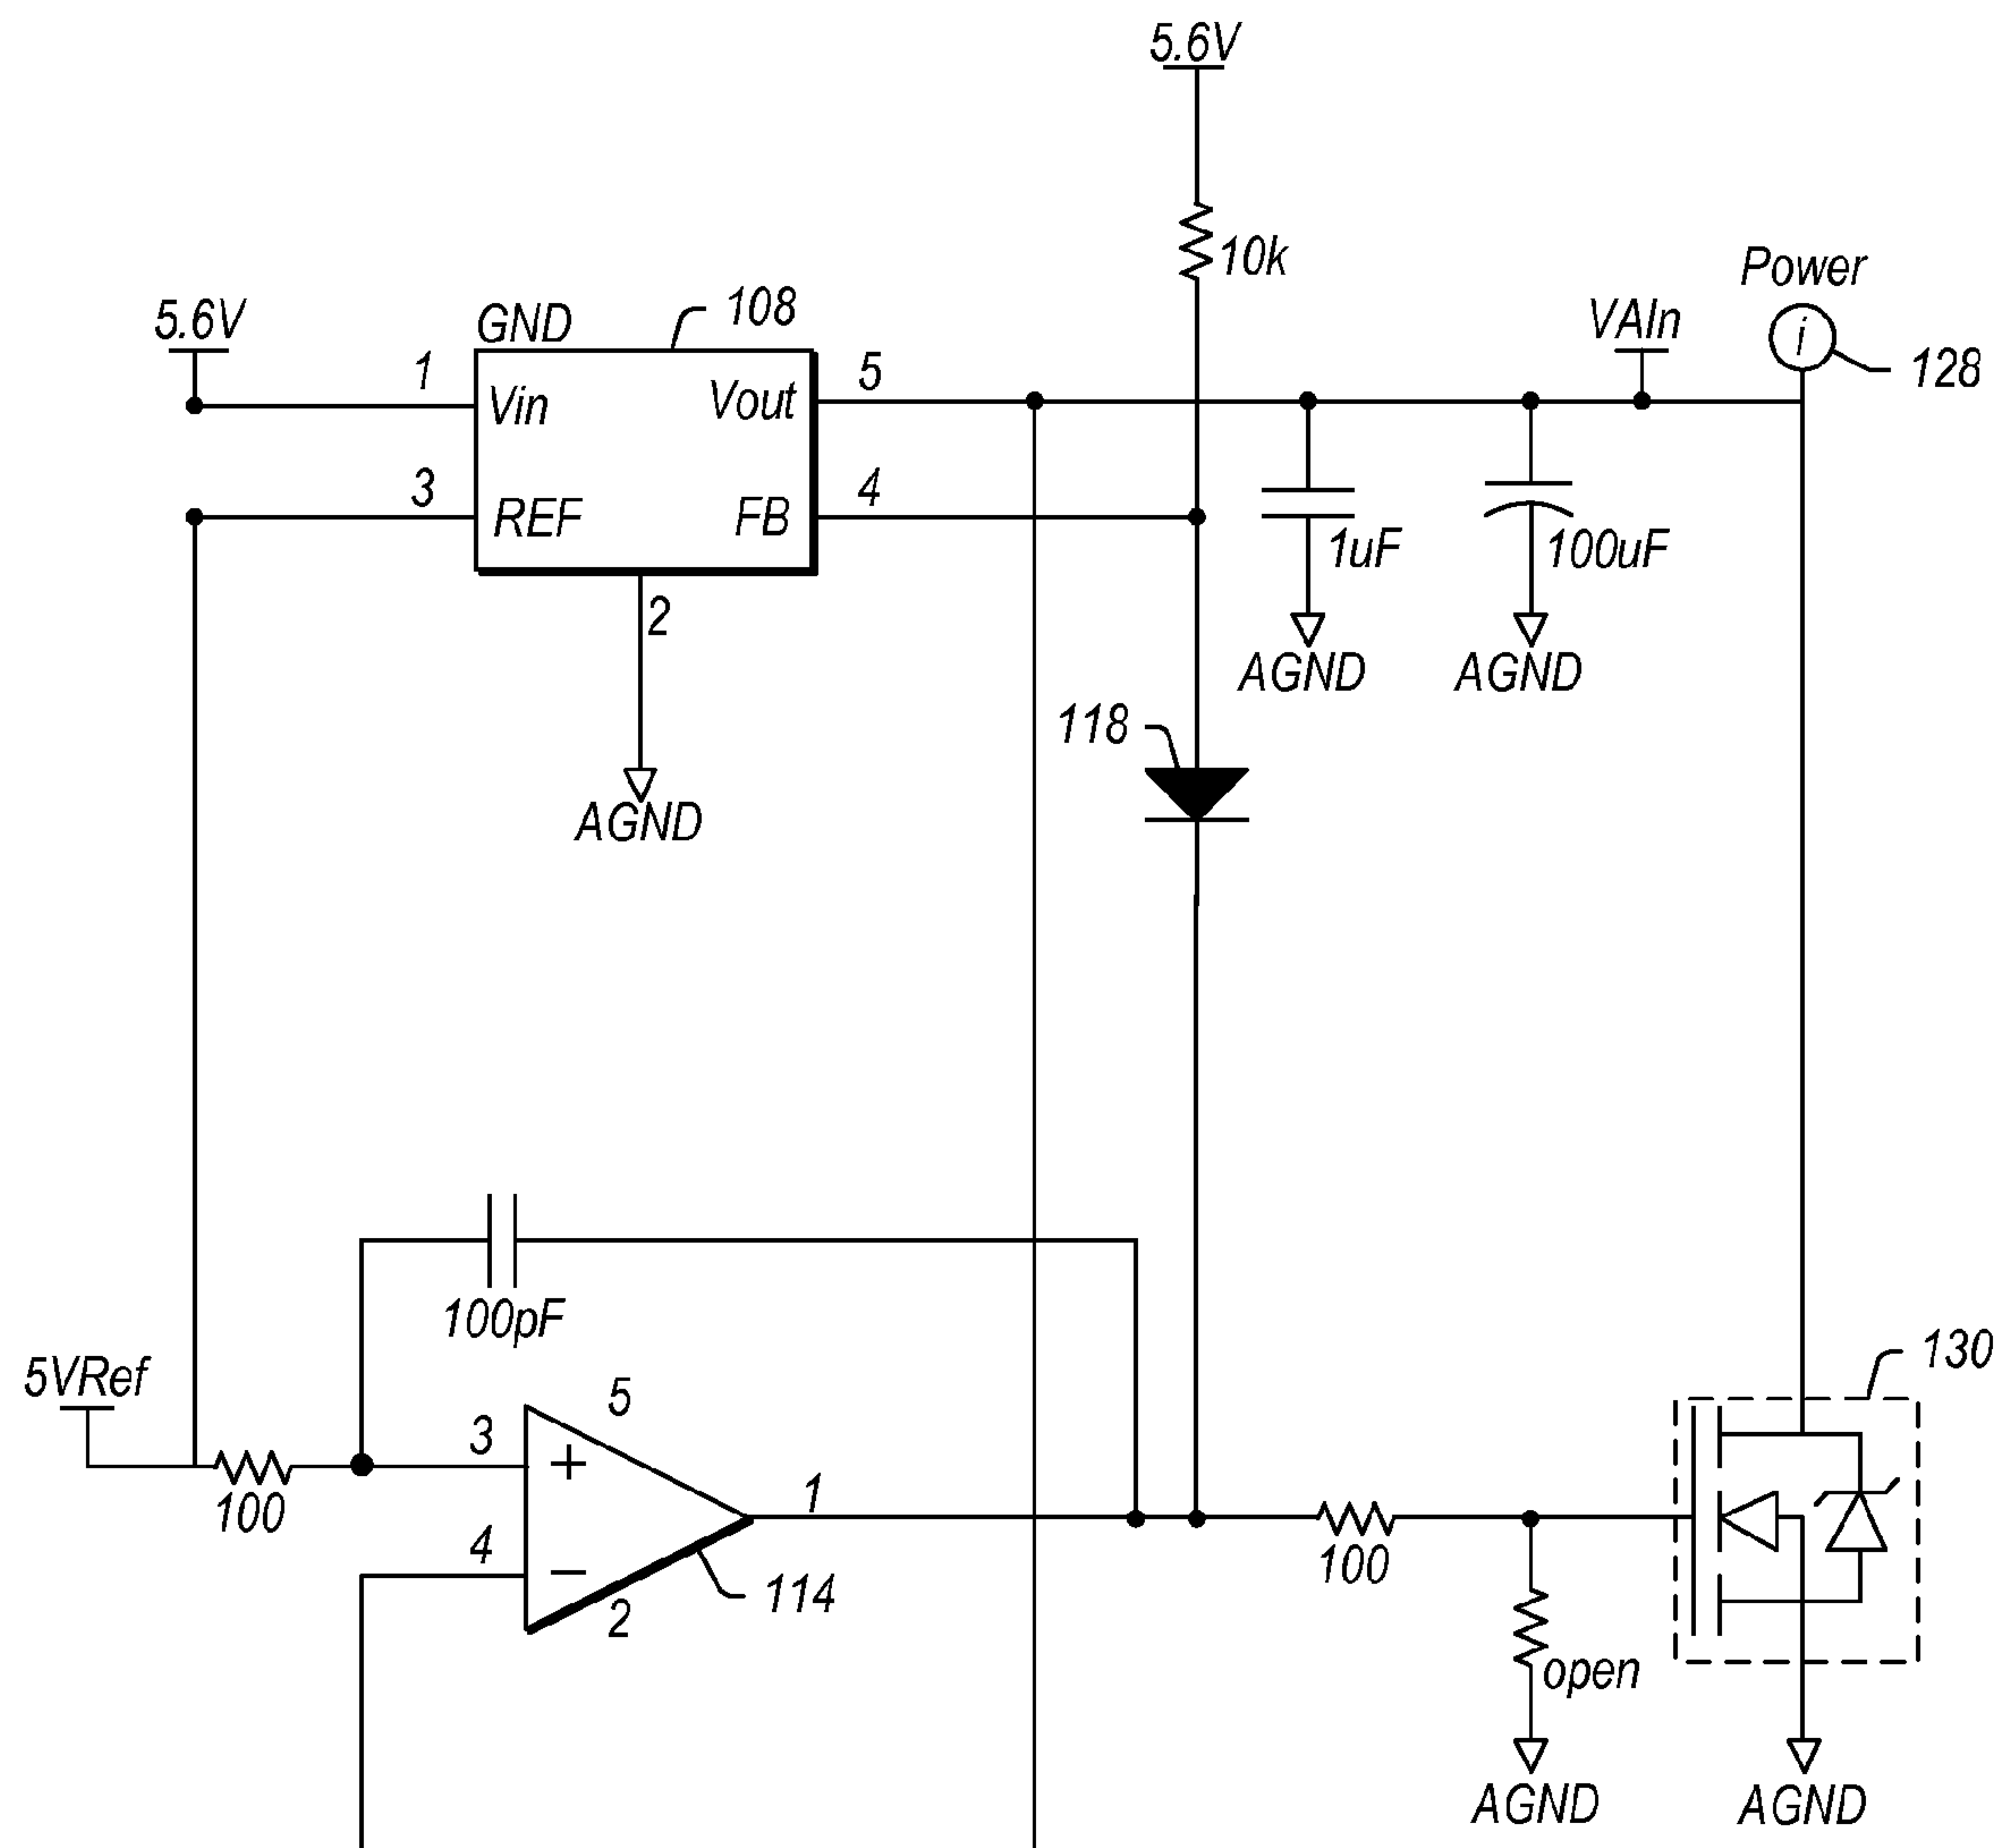 5.6V
10k
Power
i
128
VAIn
5.6V
GND
108
1
Vin
Vout
5
3
REF
FB
4
2
AGND
1uF
AGND
100uF
AGND
118
100pF
5VRef
100
3
+
5
1
4
−
2
114
100
open
AGND
130
AGND